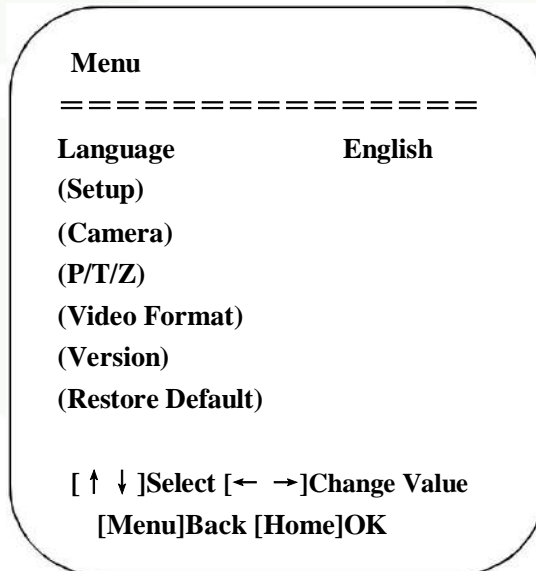 Menu
===============
Language English
(Setup)
(Camera)
(P/T/Z)
(Video Format)
(Version)
(Restore Default)
[ ↑ ↓ ]Select [← →]Change Value
[Menu]Back [Home]OK